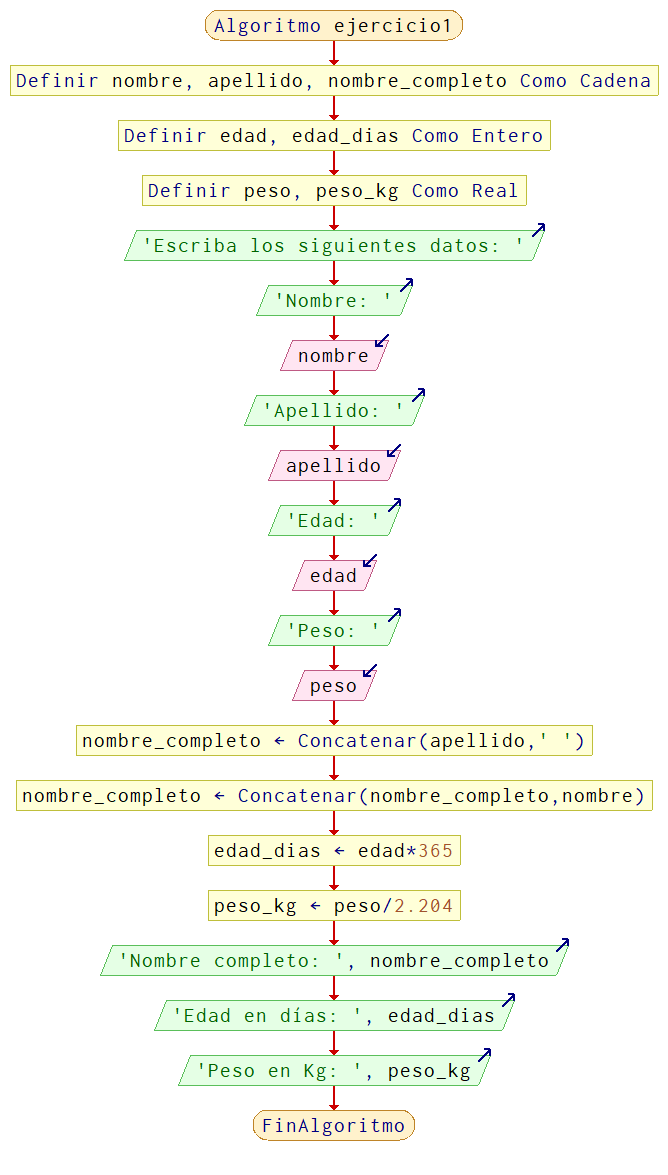 Algoritmo ejercicio1
Definir nombre, apellido, nombre_completo Como Cadena
Definir edad, edad_dias Como Entero
Definir peso, peso_kg Como Real
'Escriba los siguientes datos: '
'Nombre: '
nombre
'Apellido: '
apellido
'Edad: '
edad
'Peso: '
peso
nombre_completo ← Concatenar(apellido,' ')
nombre_completo ← Concatenar(nombre_completo,nombre)
edad_dias ← edad*365
peso_kg ← peso/2.204
'Nombre completo: ', nombre_completo
'Edad en días: ', edad_dias
'Peso en Kg: ', peso_kg
FinAlgoritmo